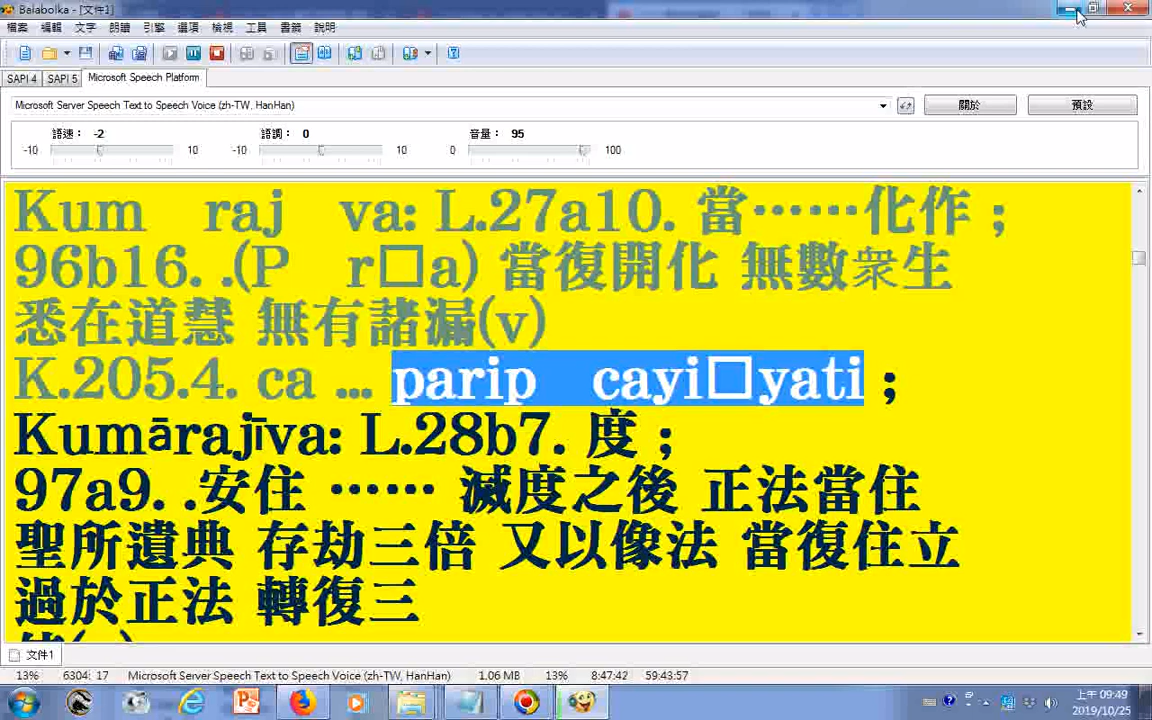 Balabolka - [文件1]
檔案 編輯 文字 朗讀 引擎 選項 檢視 工具 書籤 說明
SAPI 4 SAPI 5 Microsoft Speech Platform
Microsoft Server Speech Text to Speech Voice (zh-TW, HanHan) 關於 預設
語速： -2 語調： 0 音量： 95
-10 10 -10 10 0 100
Kum raj va: L.27a10. 當……化作；
96b16. .(P r□a) 當復開化 無數衆生
悉在道慧 無有諸漏(v)
K.205.4. ca ... parip cayi□yati；
Kumārajīva: L.28b7. 度；
97a9. .安住 …… 滅度之後 正法當住
聖所遺典 存劫三倍 又以像法 當復住立
過於正法 轉復三
文件1
13% 6304: 17 Microsoft Server Speech Text to Speech Voice (zh-TW, HanHan) 1.06 MB 13% 8:47:42 59:43:57
上午 09:49
2019/10/25